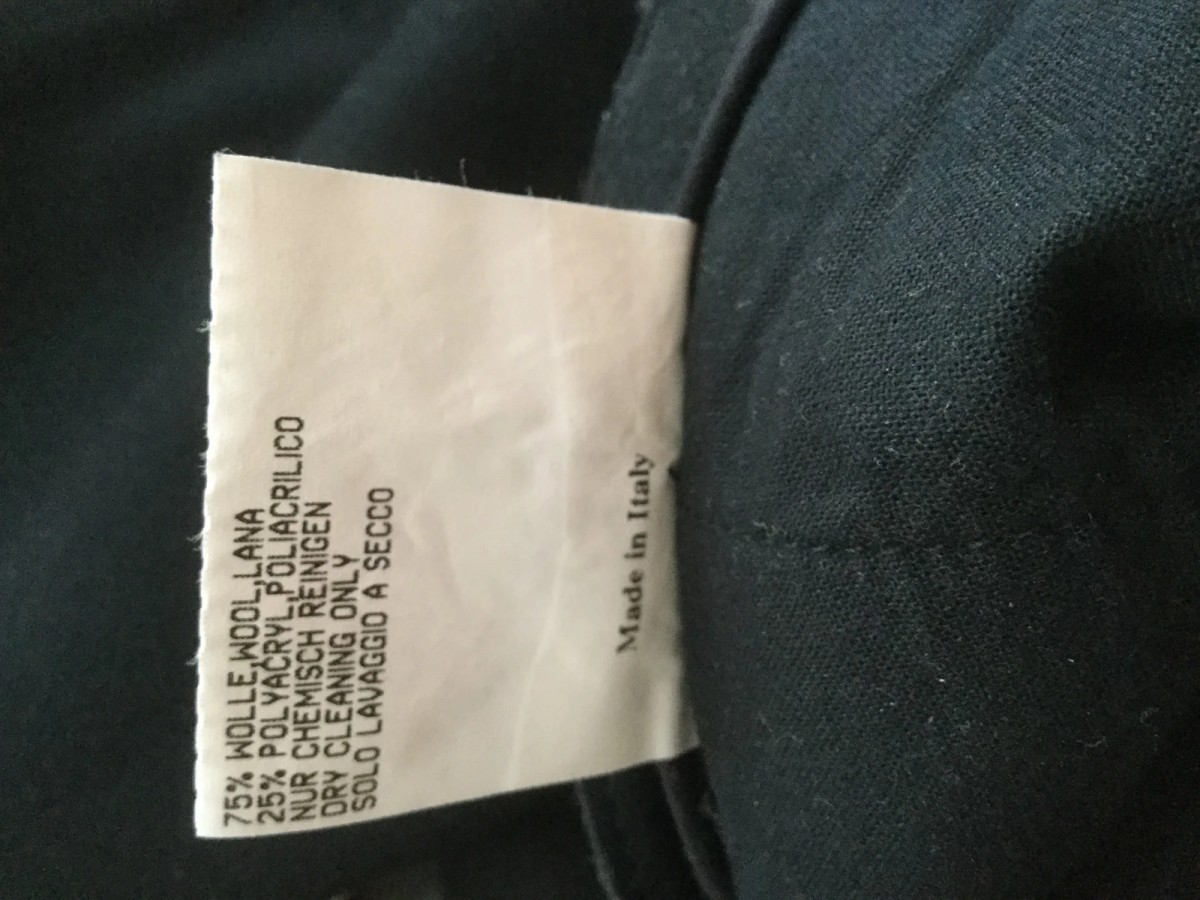 75% WOLLE,WOOL,LANA
25% POLYACRYL,POLIACRILICO
NUR CHEMISCH REINIGEN
DRY CLEANING ONLY
SOLO LAVAGGIO A SECCO
Made in Italy